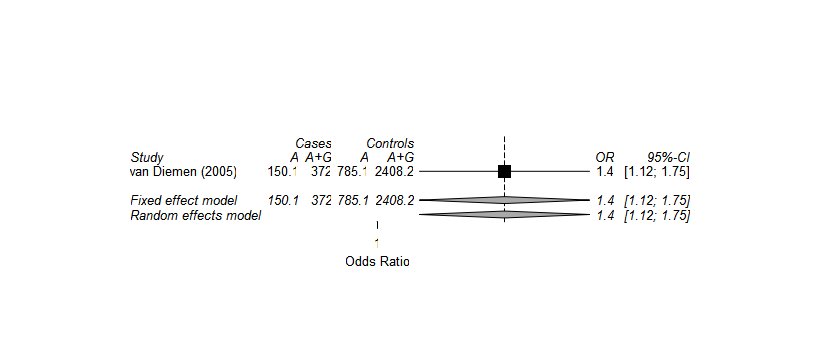 Cases Controls
Study A A+G A A+G OR 95%-CI
van Diemen (2005) 150.1 372 785.1 2408.2 1.4 [1.12; 1.75]
Fixed effect model 150.1 372 785.1 2408.2 1.4 [1.12; 1.75]
Random effects model 1.4 [1.12; 1.75]
1
Odds Ratio